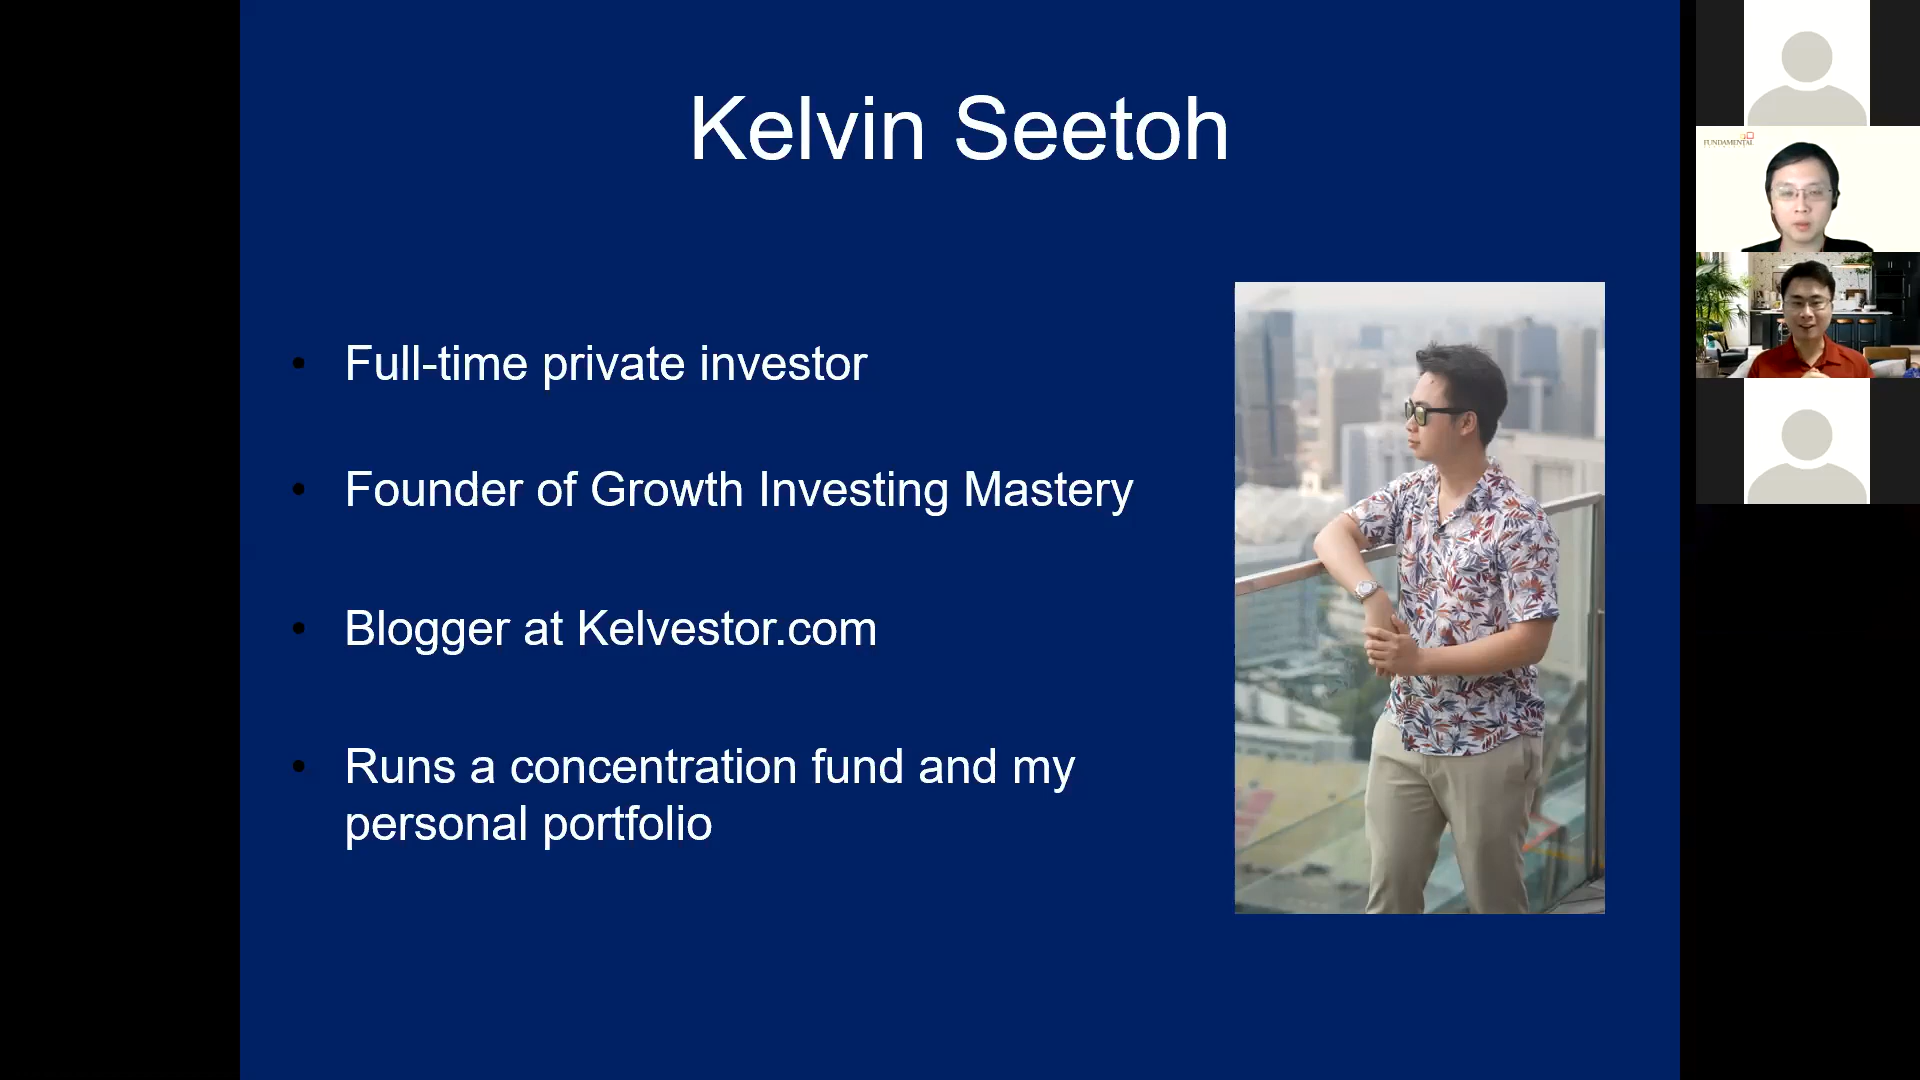 Kelvin Seetoh
• Full-time private investor
• Founder of Growth Investing Mastery
• Blogger at Kelvestor.com
• Runs a concentration fund and my
personal portfolio
FUNDAMENTAL